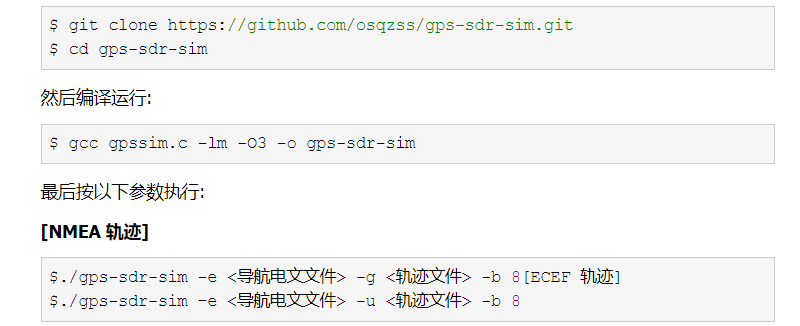 $ git clone https://github.com/osqzss/gps-sdr-sim.git
$ cd gps-sdr-sim
然后编译运行:
$ gcc gpssim.c -lm -O3 -o gps-sdr-sim
最后按以下参数执行:
[NMEA 轨迹]
$./gps-sdr-sim -e <导航电文文件> -g <轨迹文件> -b 8[ECEF 轨迹]
$./gps-sdr-sim -e <导航电文文件> -u <轨迹文件> -b 8